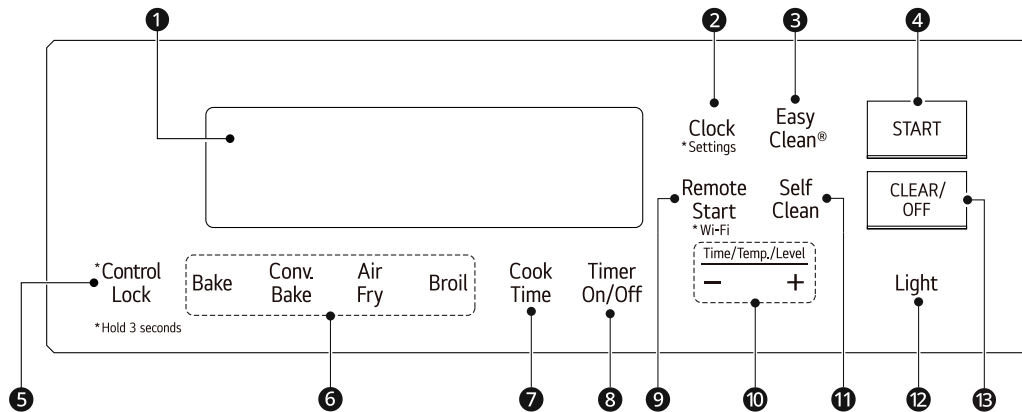 1
2
3
4
Clock
*Settings
Easy
Clean®
START
Remote
Start
*Wi-Fi
Self
Clean
CLEAR/
OFF
*Control
Lock
*Hold 3 seconds
Bake
Conv.
Bake
Air
Fry
Broil
Cook
Time
Timer
On/Off
Time/Temp./Level
− +
Light
5
6
7
8
9
10
11
12
13